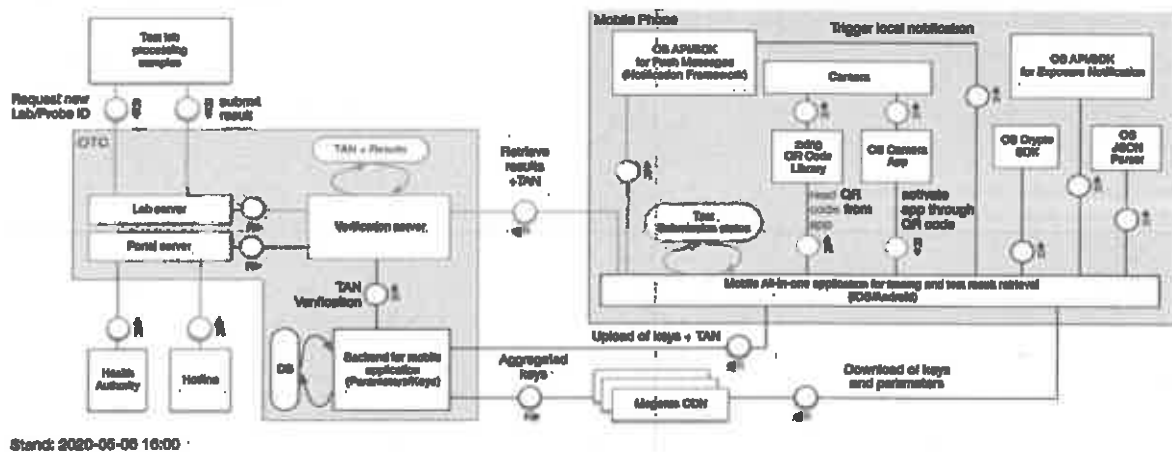 Test lab
processing
samples
Request new
Lab/Probe ID
submit
result
OTC
TAN + Results
Lab server
Portal server
Verification server
Retrieve
results
+TAN
TAN
Verification
DB
Backend for mobile
application
(Parameters/Keys)
Health
Authority
Hotline
Aggregated
keys
Magenta CDN
Upload of keys + TAN
Download of keys
and parameters
Mobile Phone
OS API/SDK
for Push Messages
(Notification Framework)
Trigger local notification
Camera
OS API/SDK
for Exposure Notification
zxing
QR Code
Library
OS Camera
App
OS Crypto
SDK
OS
JSON
Parser
read QR
code from
app
activate
app through
QR code
Test
Submission status
Mobile All-in-one application for tracing and test result retrieval
(iOS/Android)
Stand: 2020-05-06 16:00